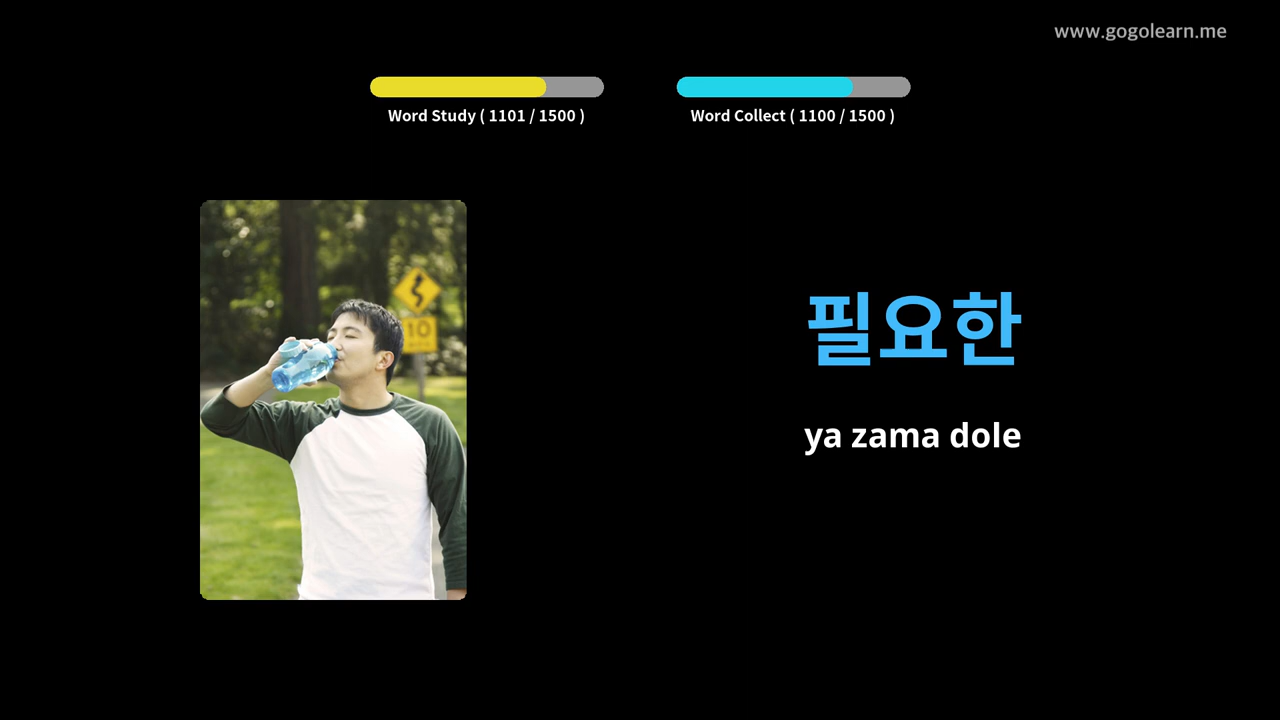 www.gogolearn.me
Word Study ( 1101 / 1500 )
Word Collect ( 1100 / 1500 )
10
필요한
ya zama dole